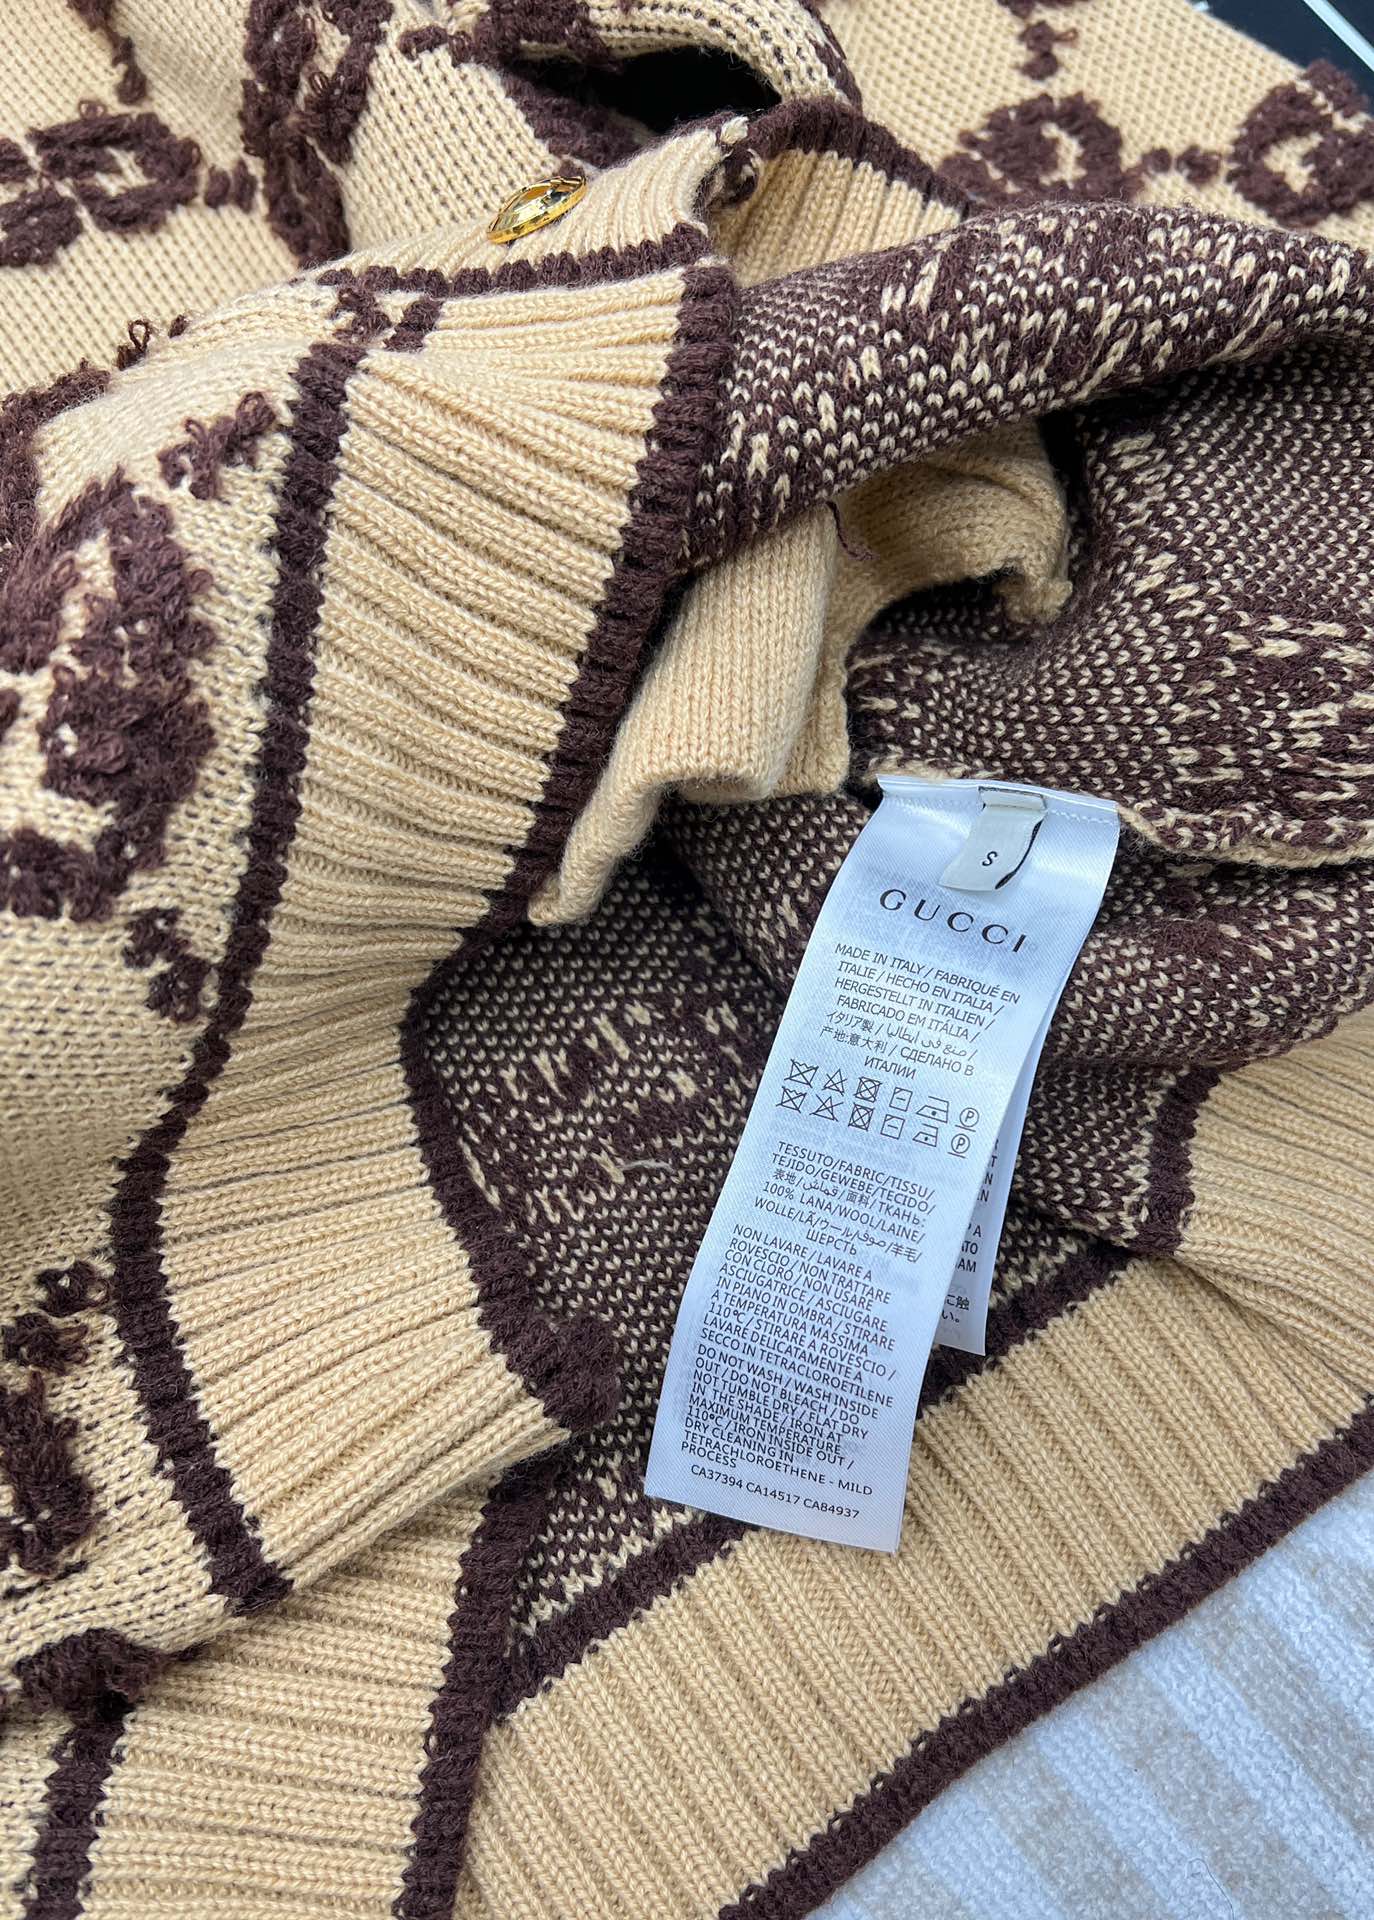 S
GUCCI
MADE IN ITALY / FABRIQUÉ EN
ITALIE / HECHO EN ITALIA /
HERGESTELLT IN ITALIEN /
FABRICADO EM ITÁLIA /
イタリア製 / صنع في إيطاليا /
产地:意大利 / СДЕЛАНО В
ИТАЛИИ
P
P
TESSUTO/FABRIC/TISSU/
TEJIDO/GEWEBE/TECIDO/
表地/قماش/面料/ТКАНЬ:
100% LANA/WOOL/LAINE/
WOLLE/LÃ/ウール/صوف/羊毛/
ШЕРСТЬ
NON LAVARE / LAVARE A
ROVESCIO / NON TRATTARE
CON CLORO / NON USARE
ASCIUGATRICE / ASCIUGARE
IN PIANO IN OMBRA / STIRARE
A TEMPERATURA MASSIMA
110°C / STIRARE A ROVESCIO /
LAVARE DELICATAMENTE A
SECCO IN TETRACLOROETILENE
DO NOT WASH / WASH INSIDE
OUT / DO NOT BLEACH / DO
NOT TUMBLE DRY / FLAT DRY
IN THE SHADE / IRON AT
MAXIMUM TEMPERATURE
110°C / IRON INSIDE OUT /
DRY CLEANING IN
TETRACHLOROETHENE - MILD
PROCESS
CA37394 CA14517 CA84937